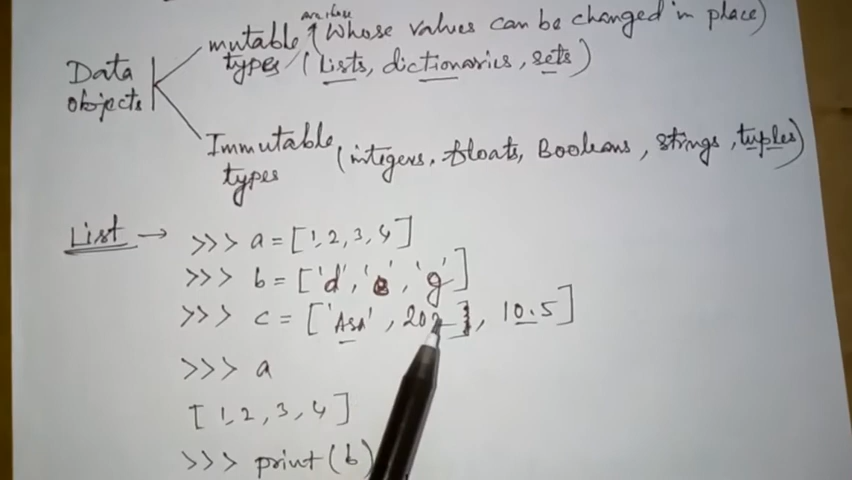 are those
mutable (Whose values can be changed in place)
types (Lists, dictionaries, sets)
Data
objects
Immutable (integers, floats, Booleans, strings, tuples)
types
List → >>> a = [1,2,3,4]
>>> b = ['d', ' ', 'g']
>>> c = ['Asa', , 10.5]
>>> a
[1,2,3,4]
>>> print(b)